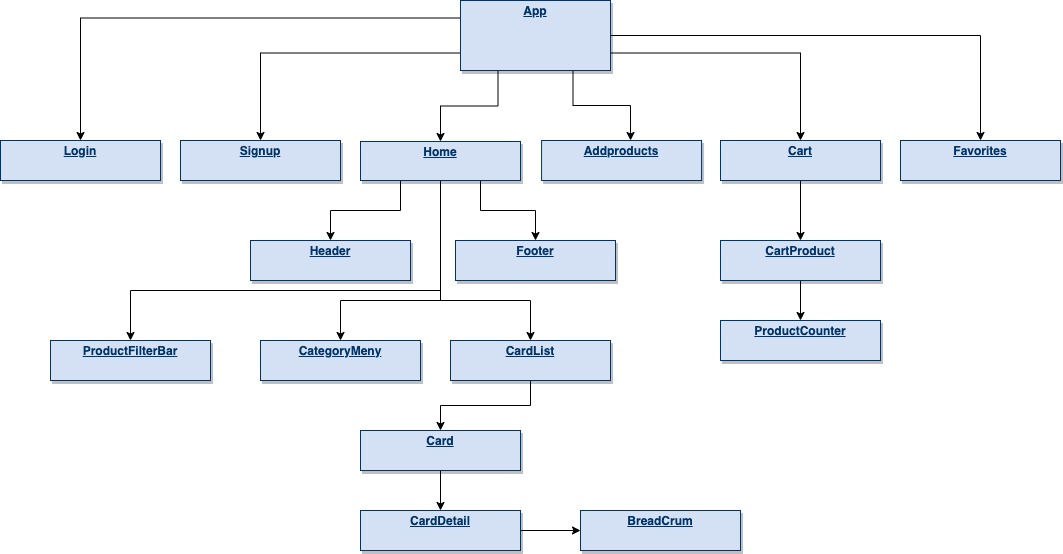 App
Login
Signup
Home
Addproducts
Cart
Favorites
Header
Footer
CartProduct
ProductCounter
ProductFilterBar
CategoryMeny
CardList
Card
CardDetail
BreadCrum